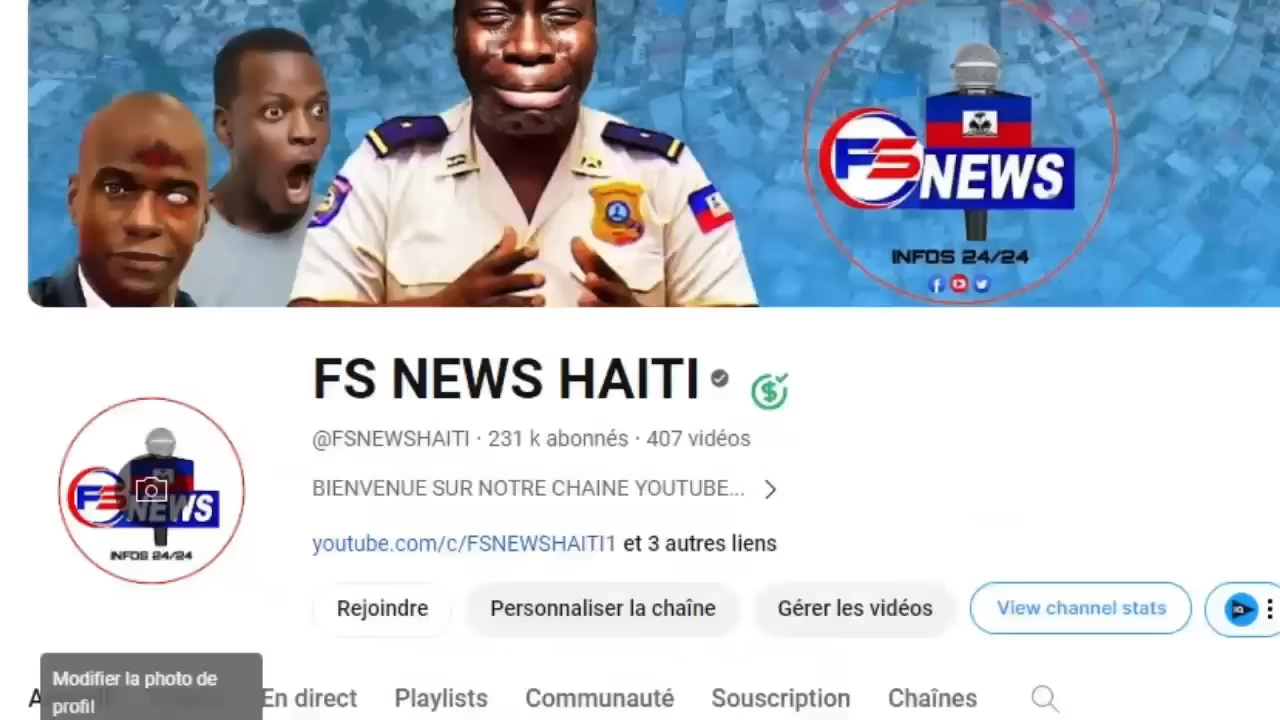 FS NEWS
INFOS 24/24
FS NEWS HAITI
@FSNEWSHAITI · 231 k abonnés · 407 vidéos
BIENVENUE SUR NOTRE CHAINE YOUTUBE...
youtube.com/c/FSNEWSHAITI1 et 3 autres liens
FS NEWS
INFOS 24/24
Rejoindre
Personnaliser la chaîne
Gérer les vidéos
View channel stats
Modifier la photo de
profil
En direct
Playlists
Communauté
Souscription
Chaînes